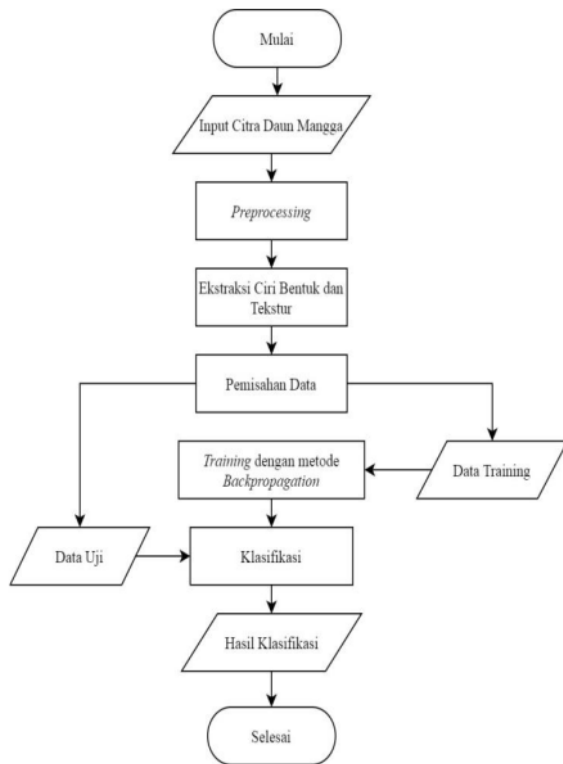 Mulai
Input Citra Daun Mangga
Preprocessing
Ekstraksi Ciri Bentuk dan
Tekstur
Pemisahan Data
Training dengan metode
Backpropagation
Data Training
Data Uji
Klasifikasi
Hasil Klasifikasi
Selesai